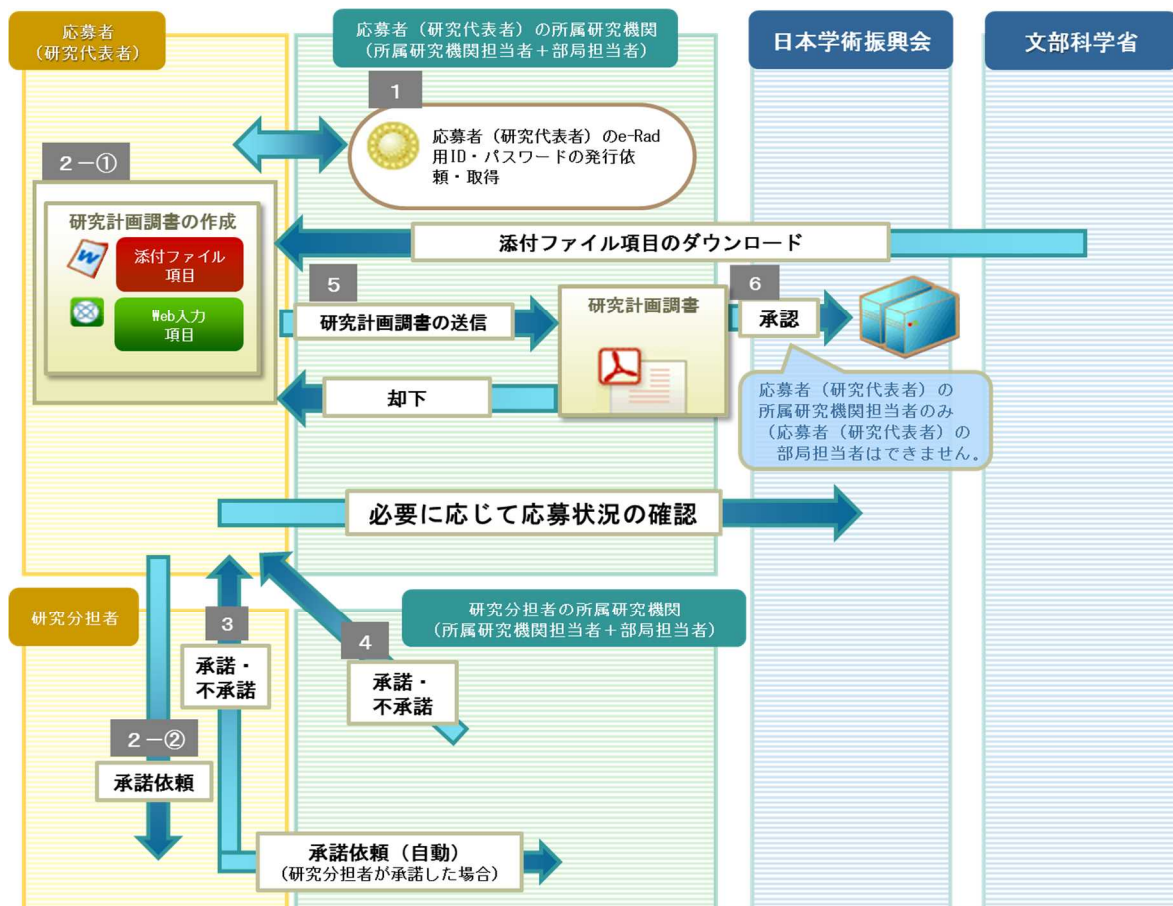 応募者
（研究代表者）
応募者（研究代表者）の所属研究機関
（所属研究機関担当者＋部局担当者）
日本学術振興会
文部科学省
1
応募者（研究代表者）のe-Rad
用ID・パスワードの発行依
頼・取得
2－①
研究計画調書の作成
添付ファイル
項目
Web入力
項目
添付ファイル項目のダウンロード
5
研究計画調書の送信
研究計画調書
6
承認
却下
応募者（研究代表者）の
所属研究機関担当者のみ
（応募者（研究代表者）の
部局担当者はできません。
必要に応じて応募状況の確認
研究分担者
研究分担者の所属研究機関
（所属研究機関担当者＋部局担当者）
3
承諾・
不承諾
4
承諾・
不承諾
2－②
承諾依頼
承諾依頼（自動）
（研究分担者が承諾した場合）